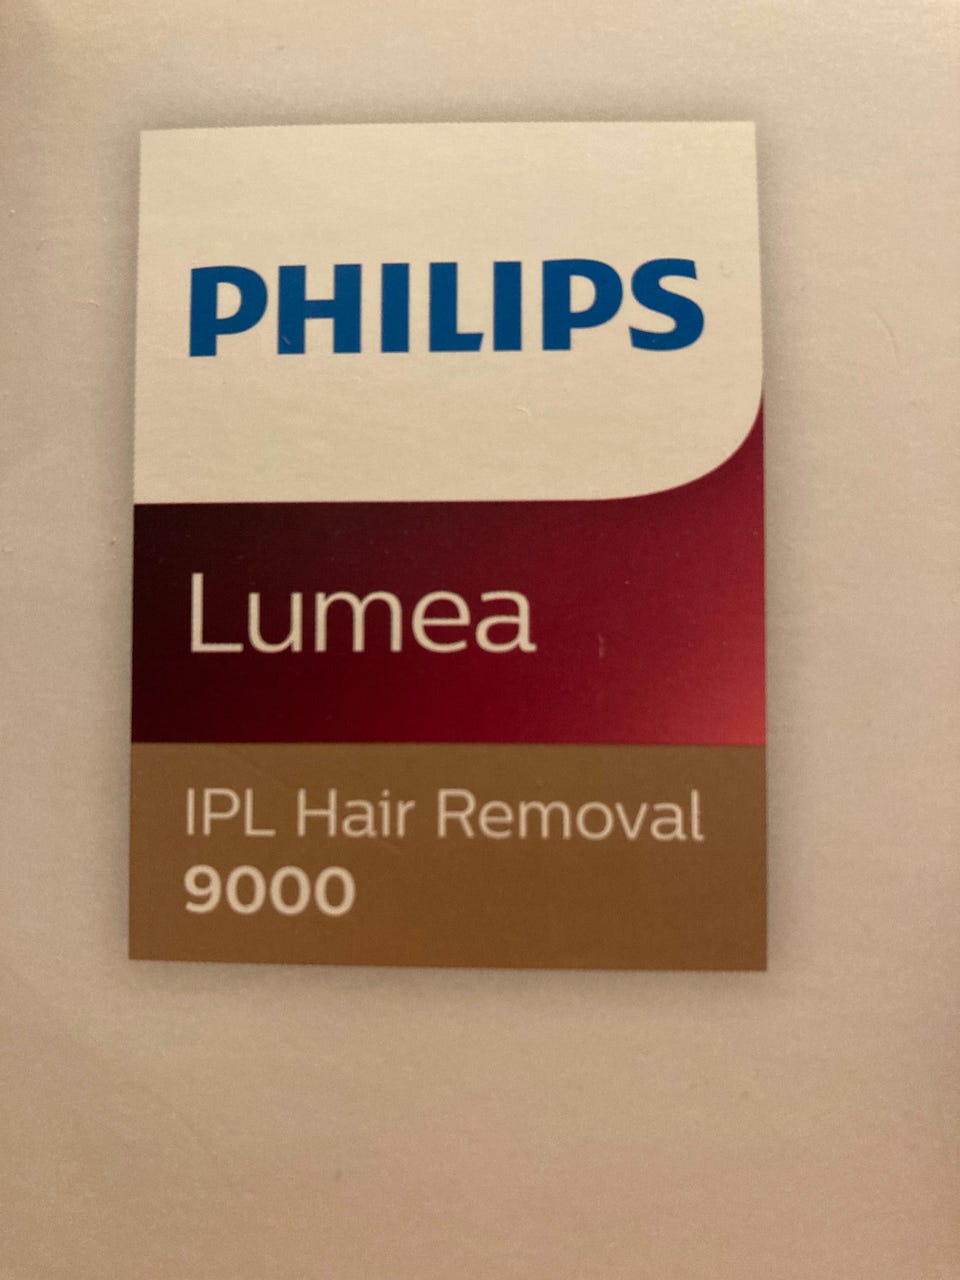 PHILIPS
Lumea
IPL Hair Removal
9000